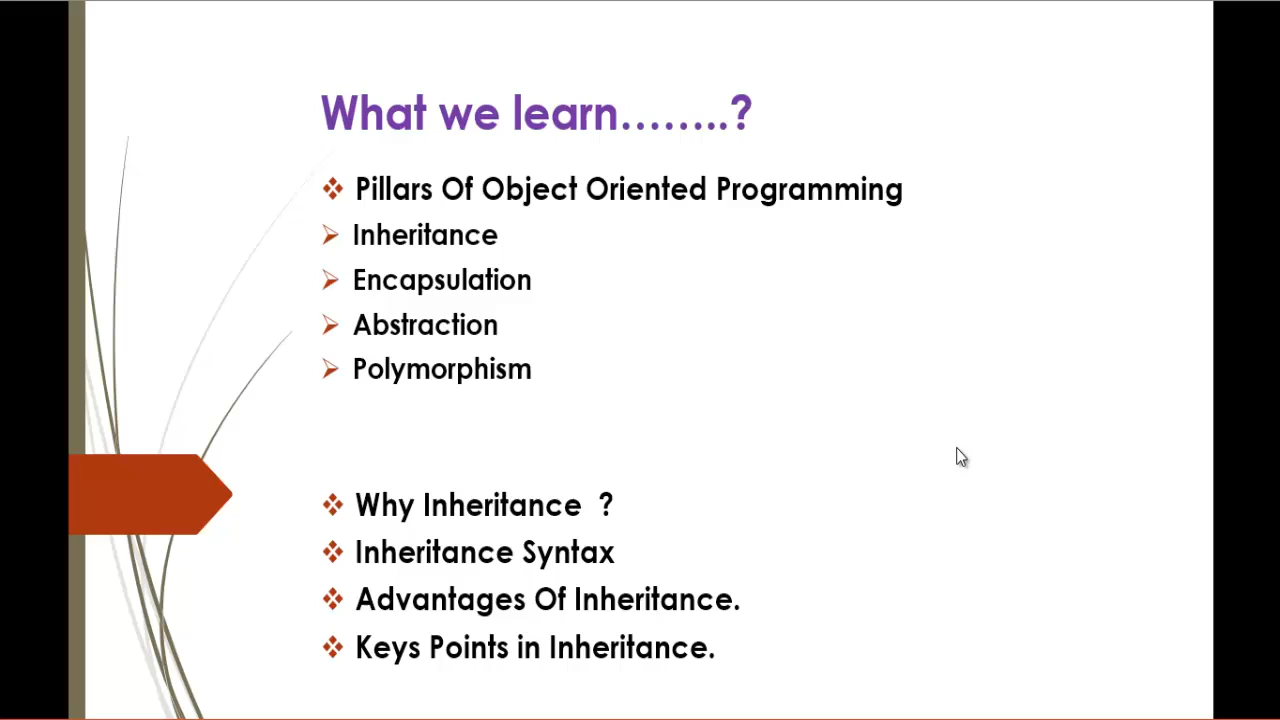 What we learn……..?
Pillars Of Object Oriented Programming
Inheritance
Encapsulation
Abstraction
Polymorphism
Why Inheritance ?
Inheritance Syntax
Advantages Of Inheritance.
Keys Points in Inheritance.